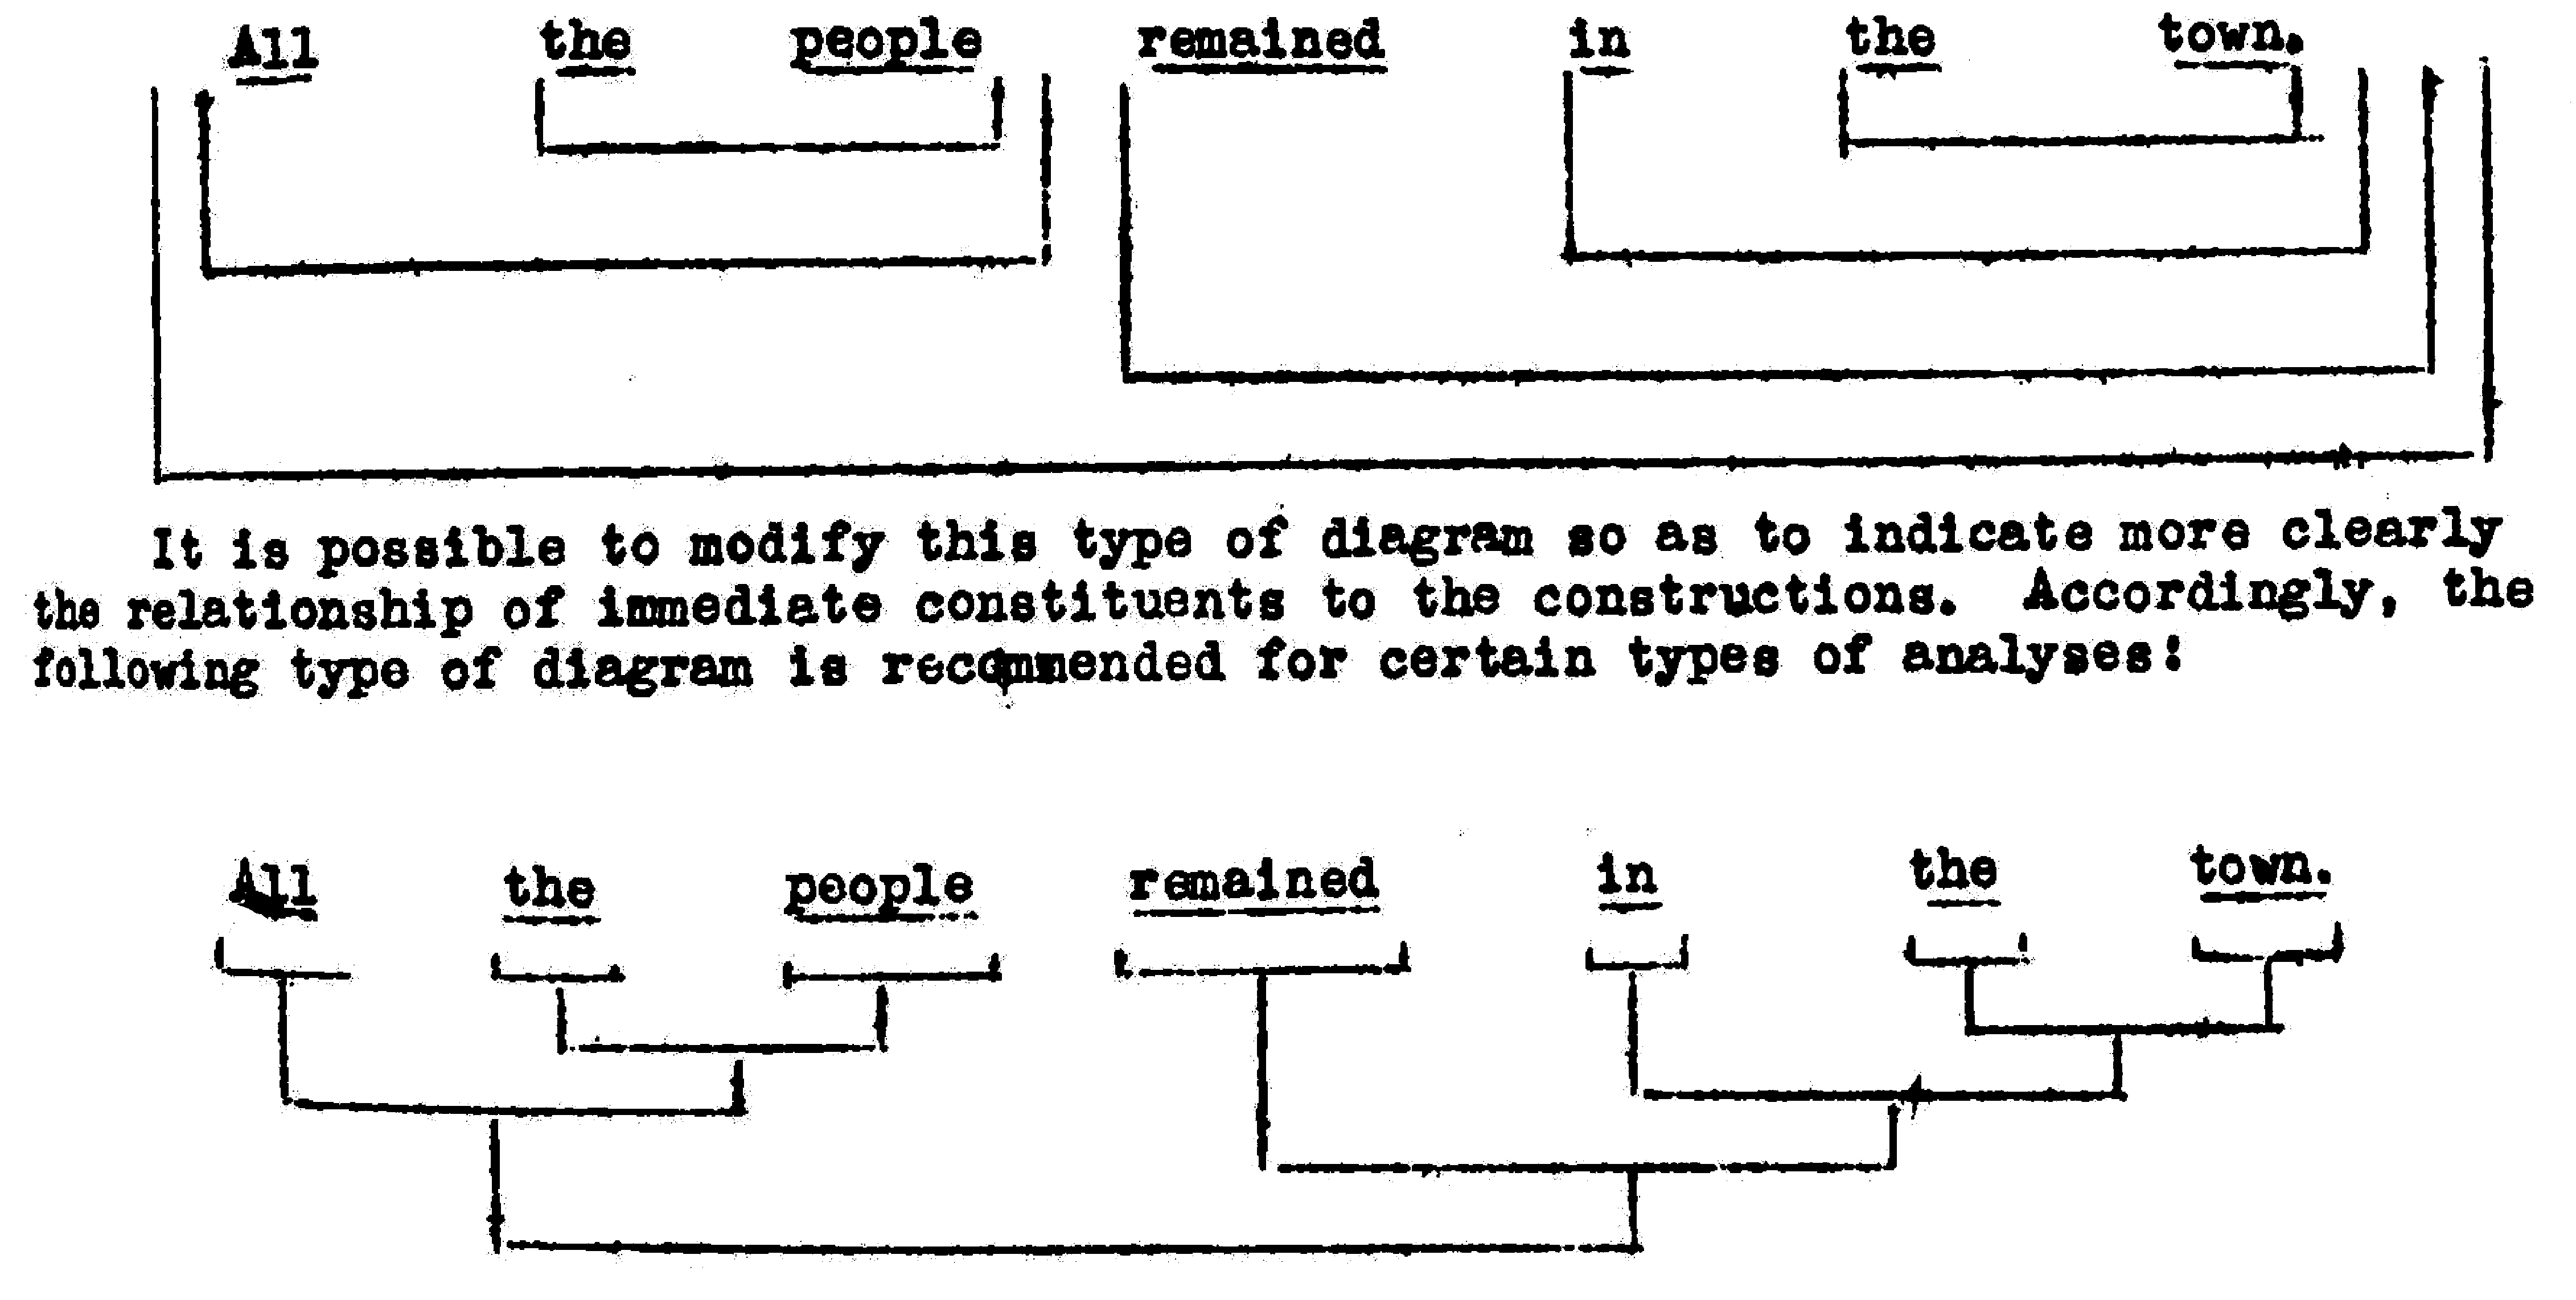 All the people remained in the town.
It is possible to modify this type of diagram so as to indicate more clearly
the relationship of immediate constituents to the constructions. Accordingly, the
following type of diagram is recommended for certain types of analyses:
All the people remained in the town.